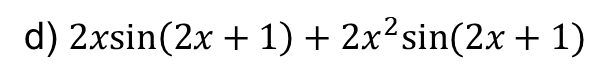 d) 2xsin(2x + 1) + 2x²sin(2x + 1)